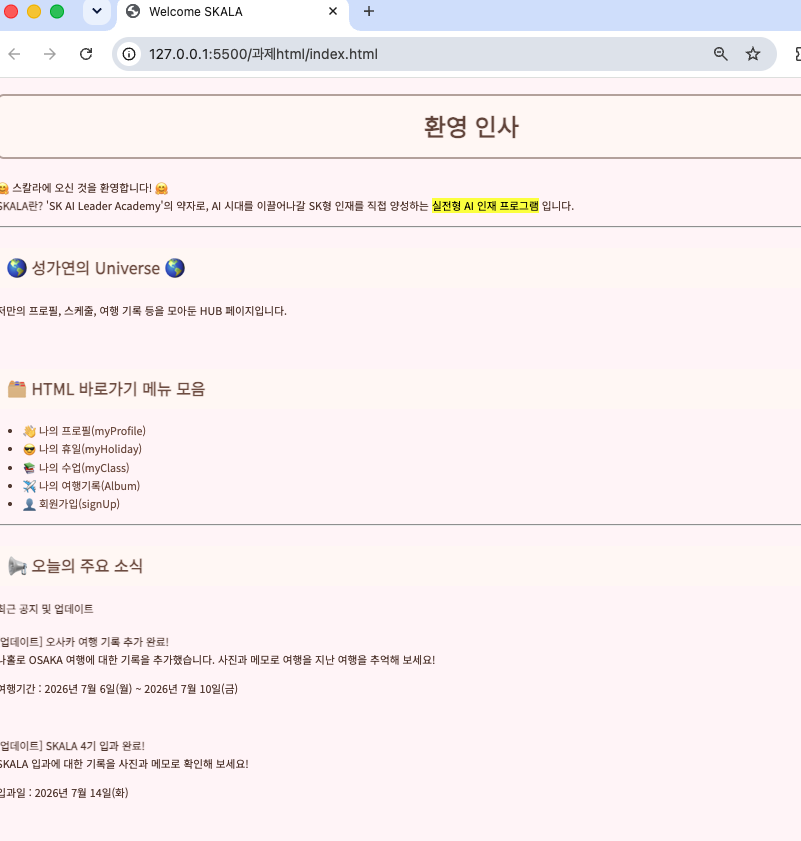 Welcome SKALA
127.0.0.1:5500/과제html/index.html
환영 인사
🤗 스칼라에 오신 것을 환영합니다! 🤗
SKALA란? 'SK AI Leader Academy'의 약자로, AI 시대를 이끌어나갈 SK형 인재를 직접 양성하는 실전형 AI 인재 프로그램 입니다.
🌎 성가연의 Universe 🌎
저만의 프로필, 스케줄, 여행 기록 등을 모아둔 HUB 페이지입니다.
🗂️ HTML 바로가기 메뉴 모음
• 👋 나의 프로필(myProfile)
• 😎 나의 휴일(myHoliday)
• 📚 나의 수업(myClass)
• ✈️ 나의 여행기록(Album)
• 👤 회원가입(signUp)
📢 오늘의 주요 소식
최근 공지 및 업데이트
[업데이트] 오사카 여행 기록 추가 완료!
나홀로 OSAKA 여행에 대한 기록을 추가했습니다. 사진과 메모로 여행을 지난 여행을 추억해 보세요!
여행기간 : 2026년 7월 6일(월) ~ 2026년 7월 10일(금)
[업데이트] SKALA 4기 입과 완료!
SKALA 입과에 대한 기록을 사진과 메모로 확인해 보세요!
입과일 : 2026년 7월 14일(화)